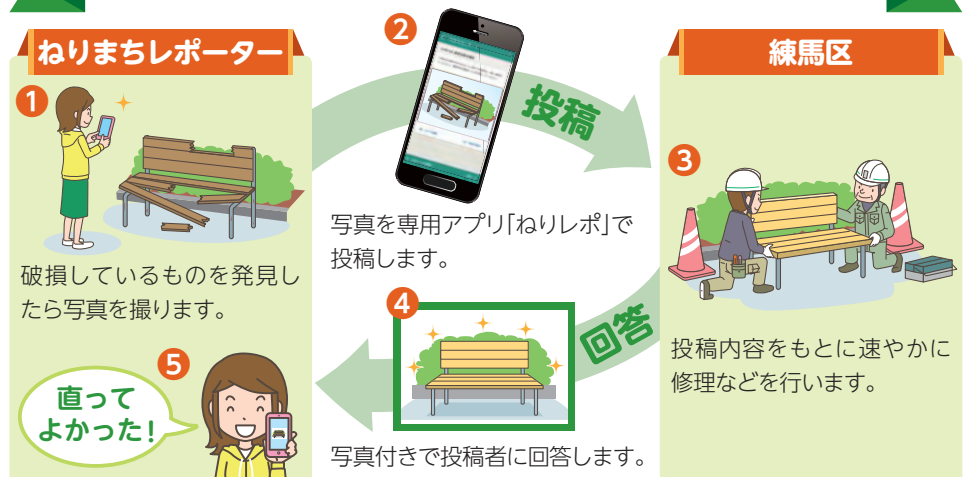 ねりまちレポーター
1
破損しているものを発見し
たら写真を撮ります。
2
投稿
写真を専用アプリ「ねりレポ」で
投稿します。
練馬区
3
投稿内容をもとに速やかに
修理などを行います。
回答
4
写真付きで投稿者に回答します。
5
直って
よかった!